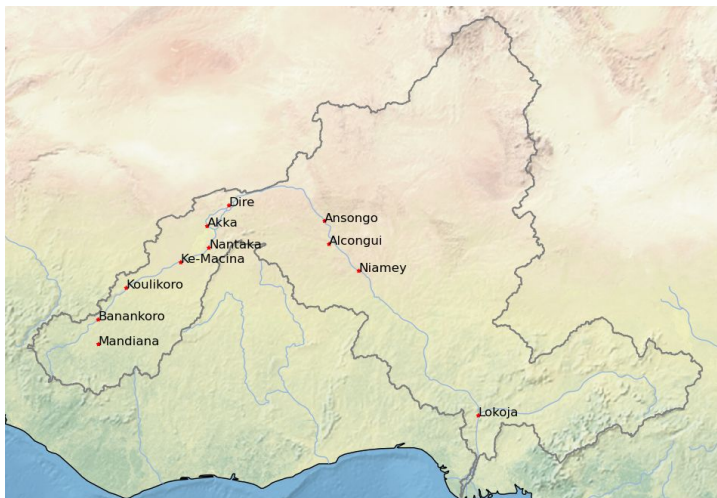 Dire
Ansongo
Akka
Alcongui
Nantaka
Ke-Macina
Niamey
Koulikoro
Banankoro
Mandiana
Lokoja